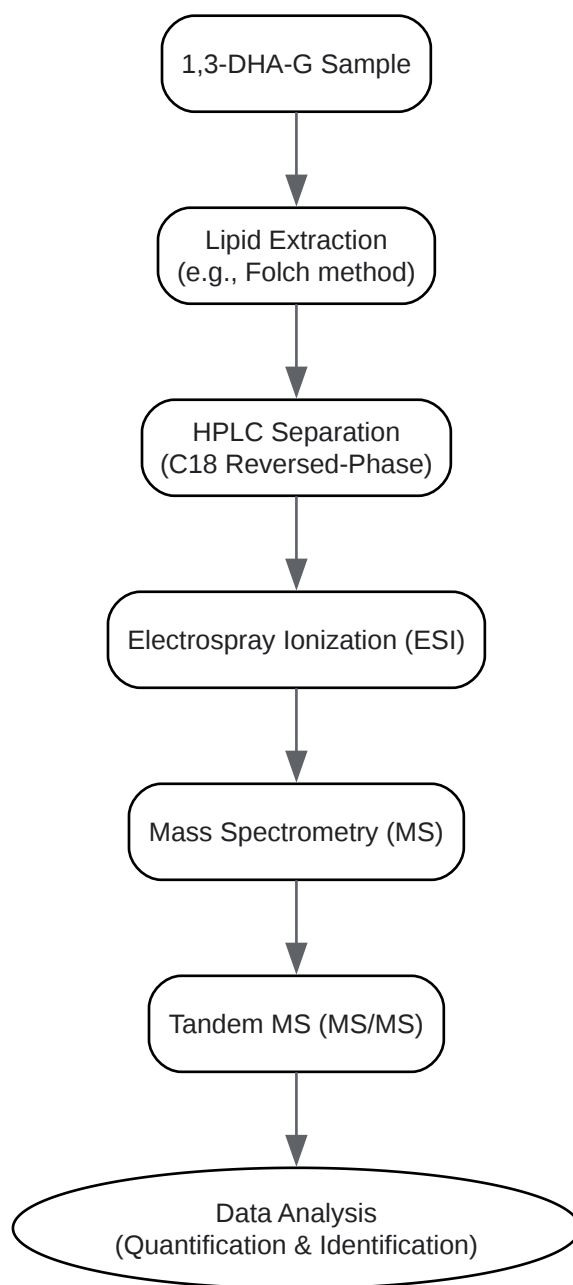 1,3-DHA-G Sample
Lipid Extraction
(e.g., Folch method)
HPLC Separation
(C18 Reversed-Phase)
Electrospray Ionization (ESI)
Mass Spectrometry (MS)
Tandem MS (MS/MS)
Data Analysis
(Quantification & Identification)